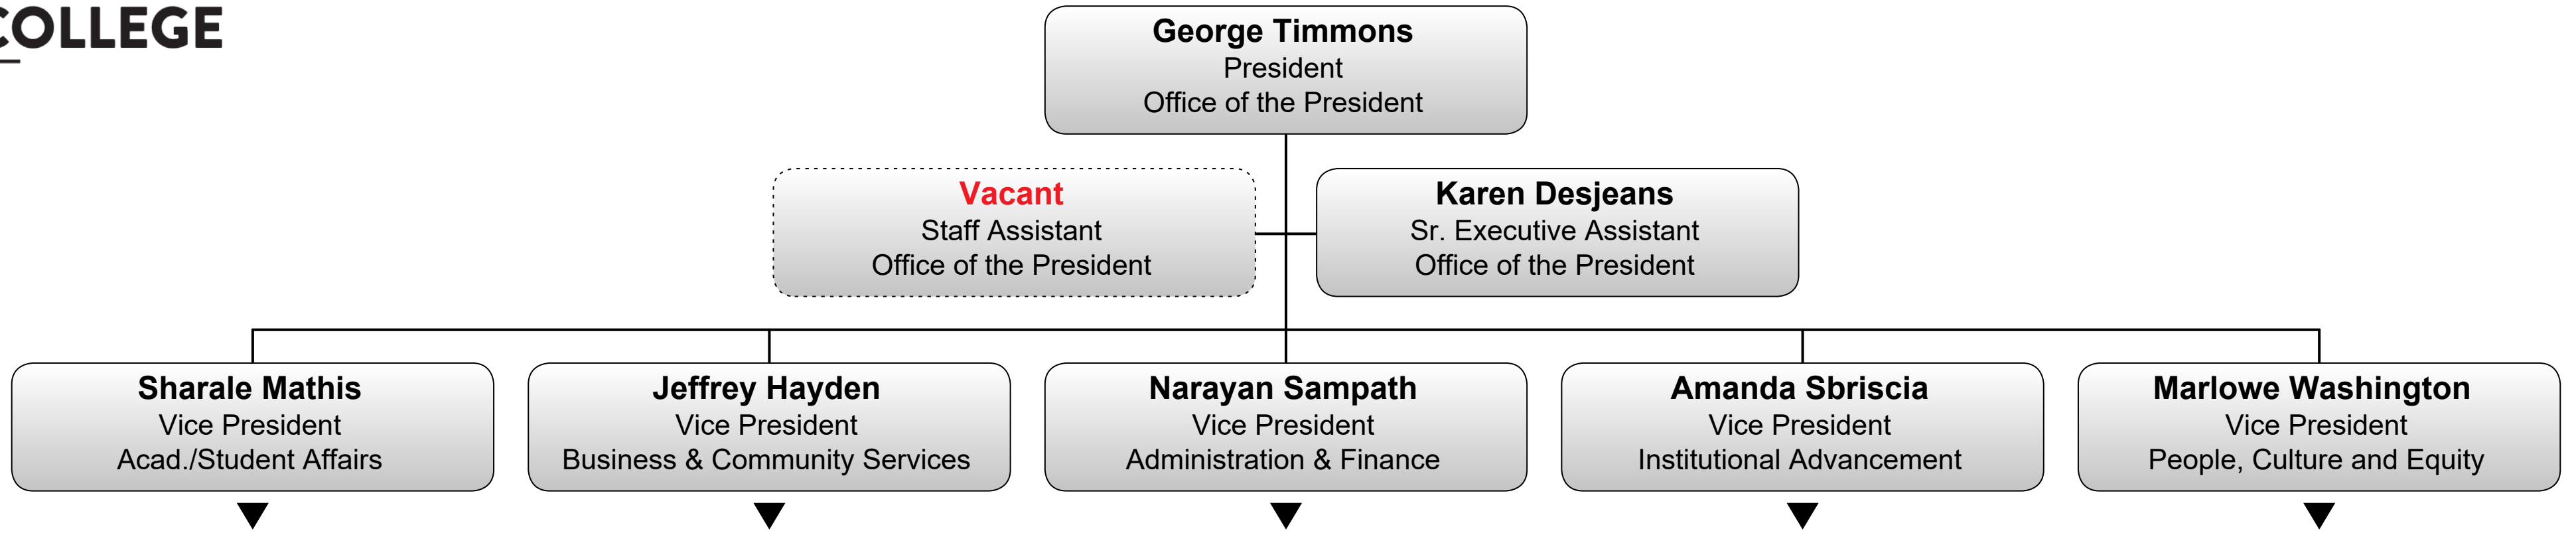 COLLEGE
George Timmons
President
Office of the President
Vacant
Staff Assistant
Office of the President
Karen Desjeans
Sr. Executive Assistant
Office of the President
Sharale Mathis
Vice President
Acad./Student Affairs
Jeffrey Hayden
Vice President
Business & Community Services
Narayan Sampath
Vice President
Administration & Finance
Amanda Sbriscia
Vice President
Institutional Advancement
Marlowe Washington
Vice President
People, Culture and Equity